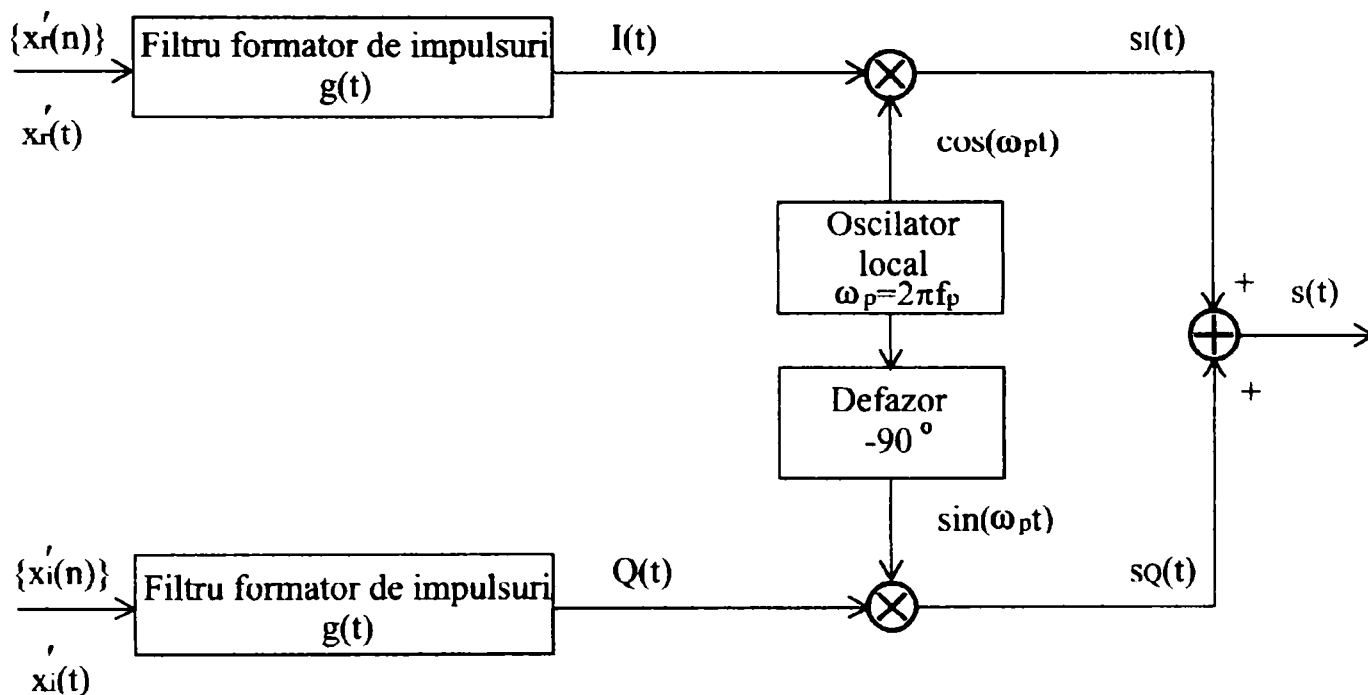 {x'r(n)}
Filtru formator de impulsuri
g(t)
x'r(t)
I(t)
sI(t)
cos(ωpt)
Oscilator
local
ωp=2πfp
+
s(t)
Defazor
-90°
+
sin(ωpt)
{x'i(n)}
Filtru formator de impulsuri
g(t)
x'i(t)
Q(t)
sQ(t)